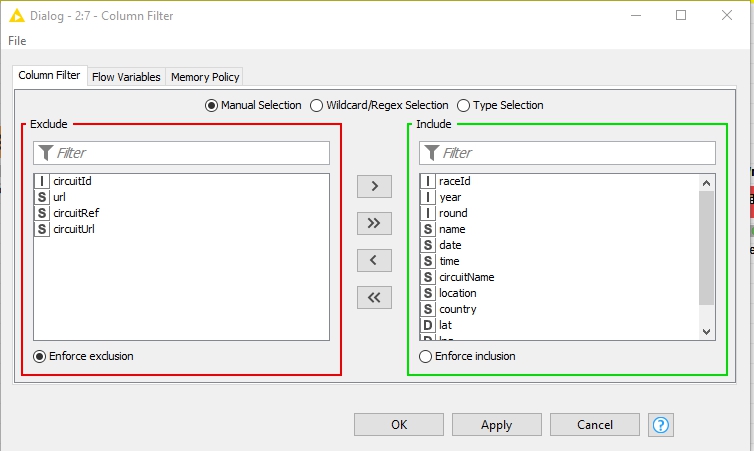 Dialog - 2:7 - Column Filter
File
Column Filter Flow Variables Memory Policy
Manual Selection Wildcard/Regex Selection Type Selection
Exclude
Filter
I circuitId
S url
S circuitRef
S circuitUrl
Enforce exclusion
>
>>
<
<<
Include
Filter
I raceId
I year
I round
S name
S date
S time
S circuitName
S location
S country
D lat
Enforce inclusion
OK Apply Cancel ?